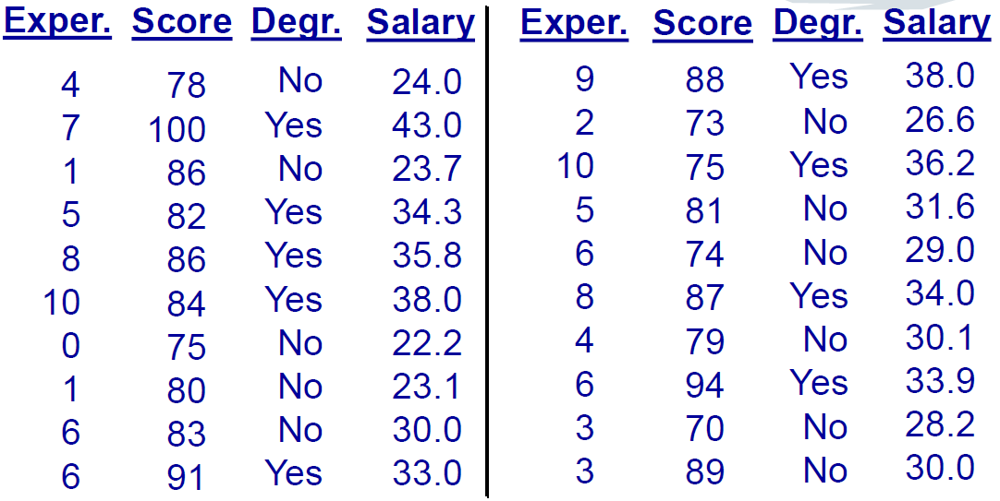 Exper. Score Degr. Salary
4 78 No 24.0
7 100 Yes 43.0
1 86 No 23.7
5 82 Yes 34.3
8 86 Yes 35.8
10 84 Yes 38.0
0 75 No 22.2
1 80 No 23.1
6 83 No 30.0
6 91 Yes 33.0
Exper. Score Degr. Salary
9 88 Yes 38.0
2 73 No 26.6
10 75 Yes 36.2
5 81 No 31.6
6 74 No 29.0
8 87 Yes 34.0
4 79 No 30.1
6 94 Yes 33.9
3 70 No 28.2
3 89 No 30.0